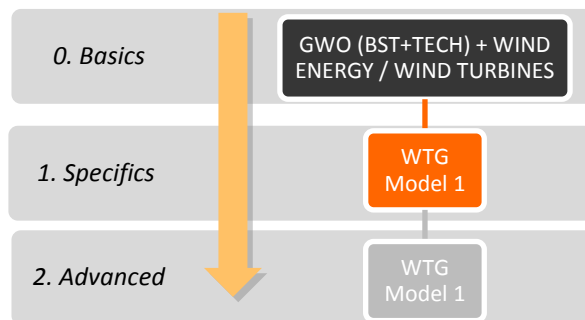 0. Basics
GWO (BST+TECH) + WIND
ENERGY / WIND TURBINES
1. Specifics
WTG
Model 1
2. Advanced
WTG
Model 1